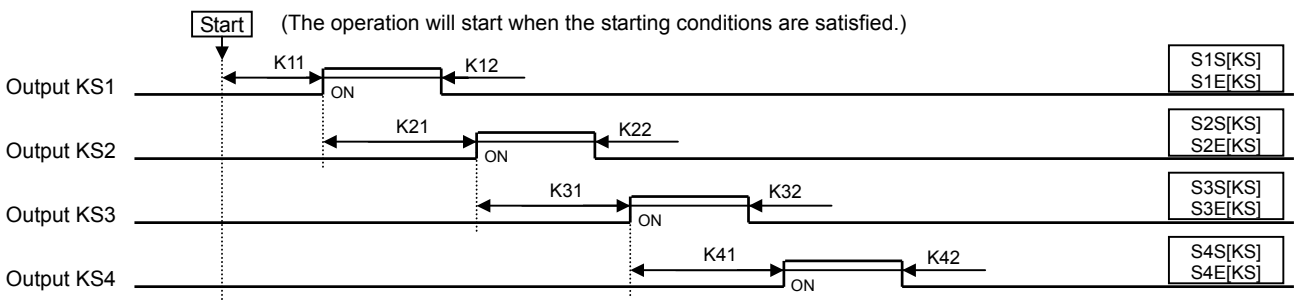 Start (The operation will start when the starting conditions are satisfied.)
Output KS1 K11 ON K12 S1S[KS]
S1E[KS]
Output KS2 K21 ON K22 S2S[KS]
S2E[KS]
Output KS3 K31 ON K32 S3S[KS]
S3E[KS]
Output KS4 K41 ON K42 S4S[KS]
S4E[KS]